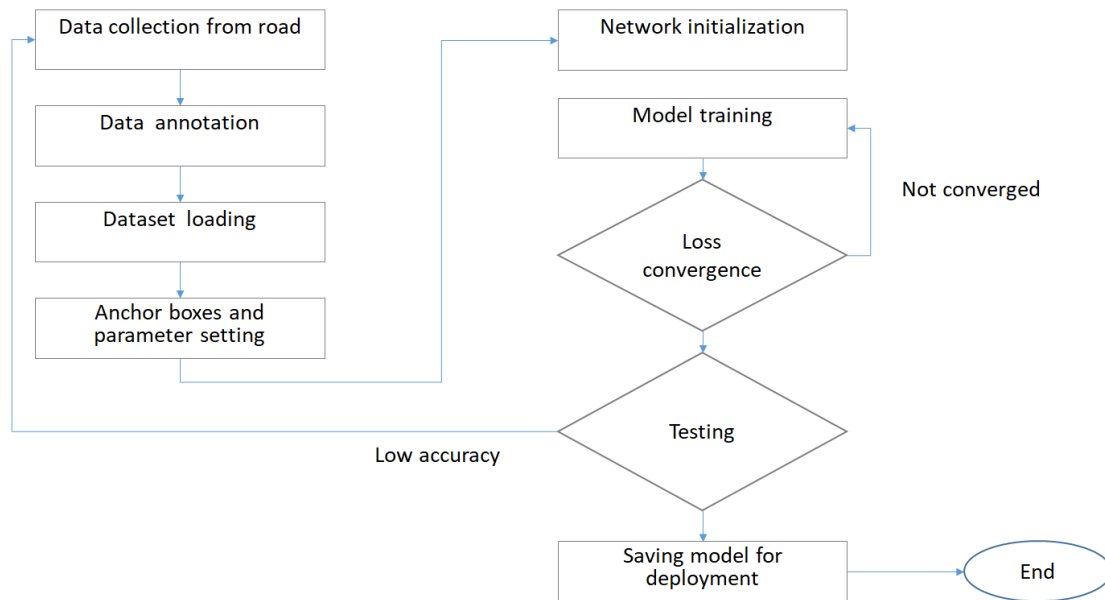 Data collection from road
Data annotation
Dataset loading
Anchor boxes and
parameter setting
Network initialization
Model training
Not converged
Loss
convergence
Testing
Low accuracy
Saving model for
deployment
End